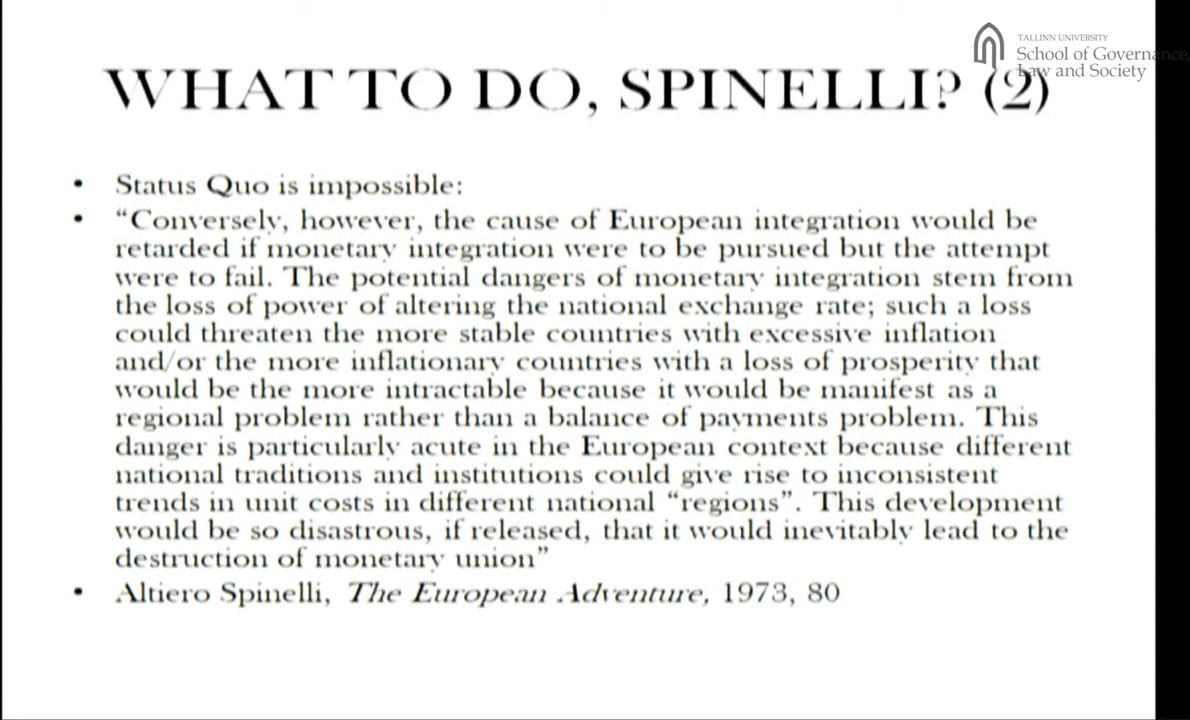 TALLINN UNIVERSITY
School of Governance,
Law and Society
WHAT TO DO, SPINELLI? (2)
• Status Quo is impossible:
• “Conversely, however, the cause of European integration would be
retarded if monetary integration were to be pursued but the attempt
were to fail. The potential dangers of monetary integration stem from
the loss of power of altering the national exchange rate; such a loss
could threaten the more stable countries with excessive inflation
and/or the more inflationary countries with a loss of prosperity that
would be the more intractable because it would be manifest as a
regional problem rather than a balance of payments problem. This
danger is particularly acute in the European context because different
national traditions and institutions could give rise to inconsistent
trends in unit costs in different national “regions”. This development
would be so disastrous, if released, that it would inevitably lead to the
destruction of monetary union”
• Altiero Spinelli, The European Adventure, 1973, 80